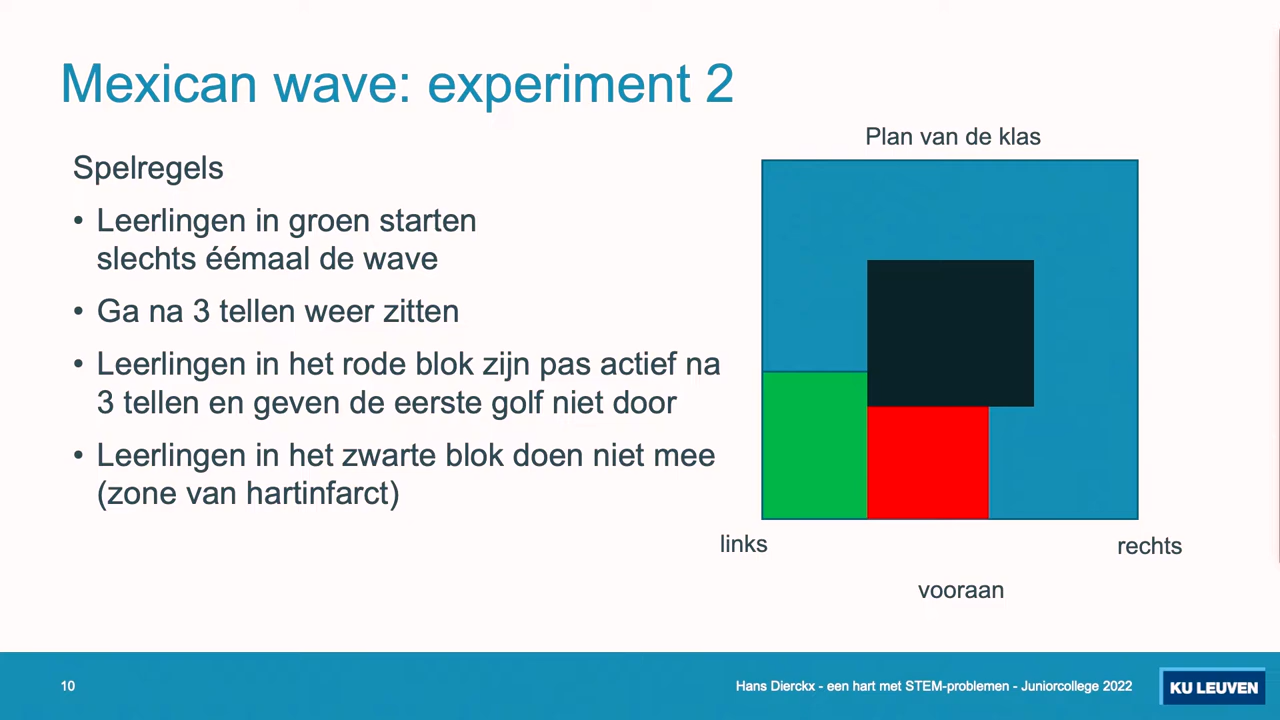 Mexican wave: experiment 2
Plan van de klas
Spelregels
• Leerlingen in groen starten
slechts éémaal de wave
• Ga na 3 tellen weer zitten
• Leerlingen in het rode blok zijn pas actief na
3 tellen en geven de eerste golf niet door
• Leerlingen in het zwarte blok doen niet mee
(zone van hartinfarct)
links
rechts
vooraan
10
Hans Dierckx - een hart met STEM-problemen - Juniorcollege 2022
KU LEUVEN